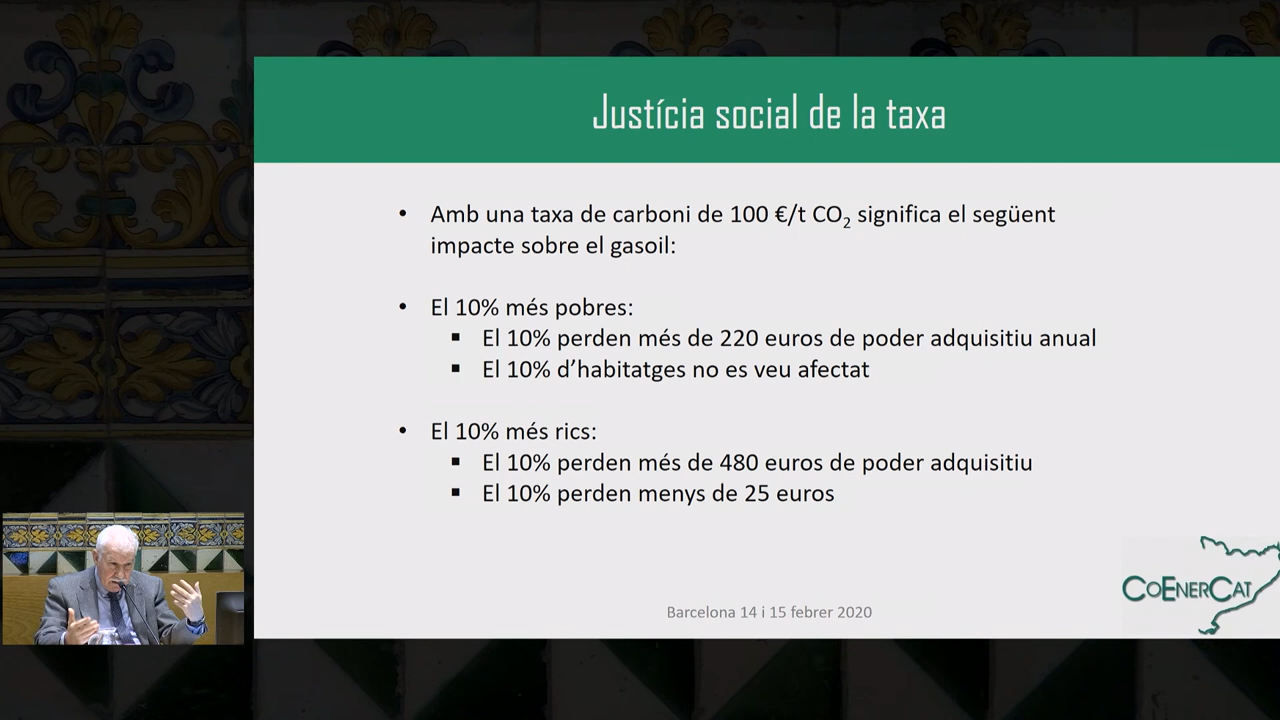 Justícia social de la taxa
• Amb una taxa de carboni de 100 €/t CO₂ significa el següent
impacte sobre el gasoil:
• El 10% més pobres:
▪ El 10% perden més de 220 euros de poder adquisitiu anual
▪ El 10% d’habitatges no es veu afectat
• El 10% més rics:
▪ El 10% perden més de 480 euros de poder adquisitiu
▪ El 10% perden menys de 25 euros
COENERCAT
Barcelona 14 i 15 febrer 2020